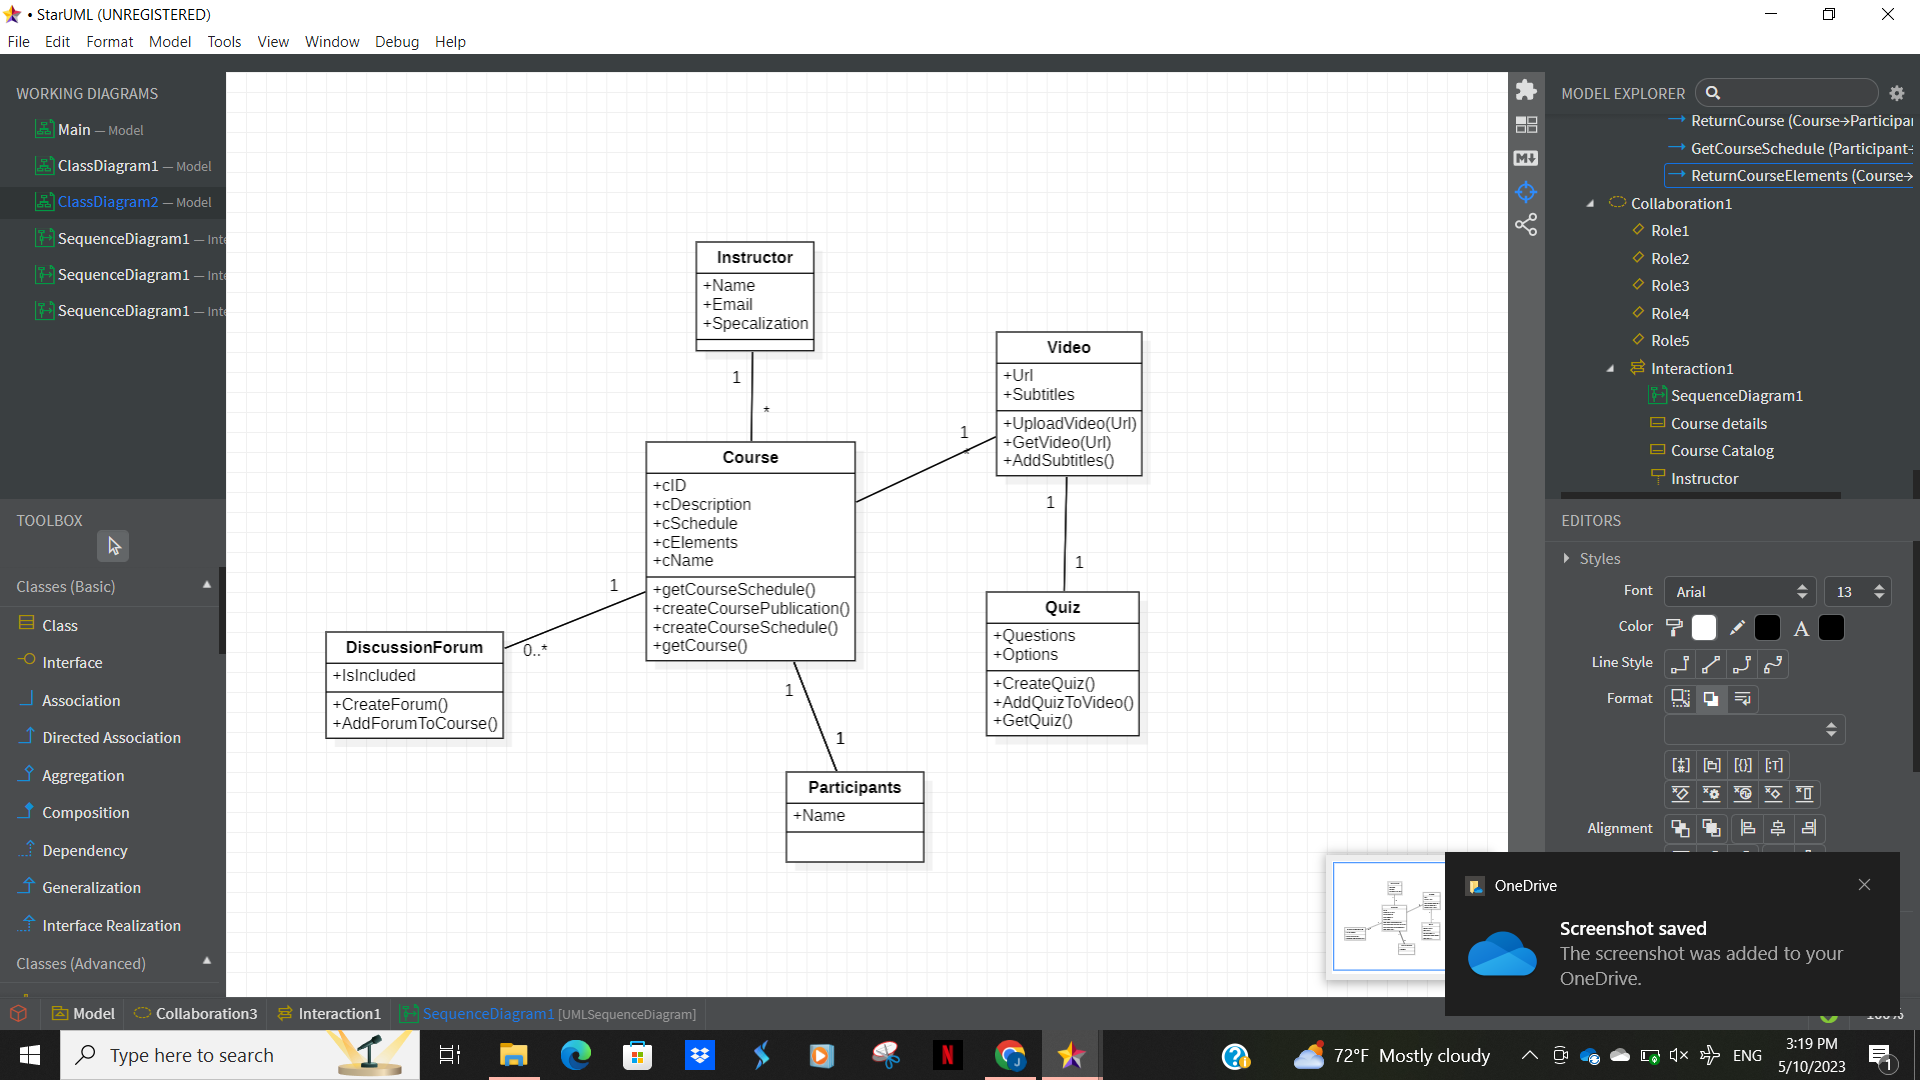 • StarUML (UNREGISTERED)
File Edit Format Model Tools View Window Debug Help
WORKING DIAGRAMS
Main — Model
ClassDiagram1 — Model
ClassDiagram2 — Model
SequenceDiagram1 — Inte
SequenceDiagram1 — Inte
SequenceDiagram1 — Inte
TOOLBOX
Classes (Basic)
Class
Interface
Association
Directed Association
Aggregation
Composition
Dependency
Generalization
Interface Realization
Classes (Advanced)
Instructor
+Name
+Email
+Specalization
1
*
Video
+Url
+Subtitles
+UploadVideo(Url)
+GetVideo(Url)
+AddSubtitles()
1
*
Course
+cID
+cDescription
+cSchedule
+cElements
+cName
+getCourseSchedule()
+createCoursePublication()
+createCourseSchedule()
+getCourse()
1
1
Quiz
+Questions
+Options
+CreateQuiz()
+AddQuizToVideo()
+GetQuiz()
1
0..*
DiscussionForum
+IsIncluded
+CreateForum()
+AddForumToCourse()
1
1
Participants
+Name
MODEL EXPLORER
ReturnCourse (Course→Participar
GetCourseSchedule (Participant→
ReturnCourseElements (Course→
Collaboration1
Role1
Role2
Role3
Role4
Role5
Interaction1
SequenceDiagram1
Course details
Course Catalog
Instructor
EDITORS
Styles
Font Arial 13
Color A
Line Style
Format
Alignment
OneDrive
Screenshot saved
The screenshot was added to your
OneDrive.
Model Collaboration3 Interaction1 SequenceDiagram1 [UMLSequenceDiagram]
Type here to search
72°F Mostly cloudy
ENG
3:19 PM
5/10/2023
1